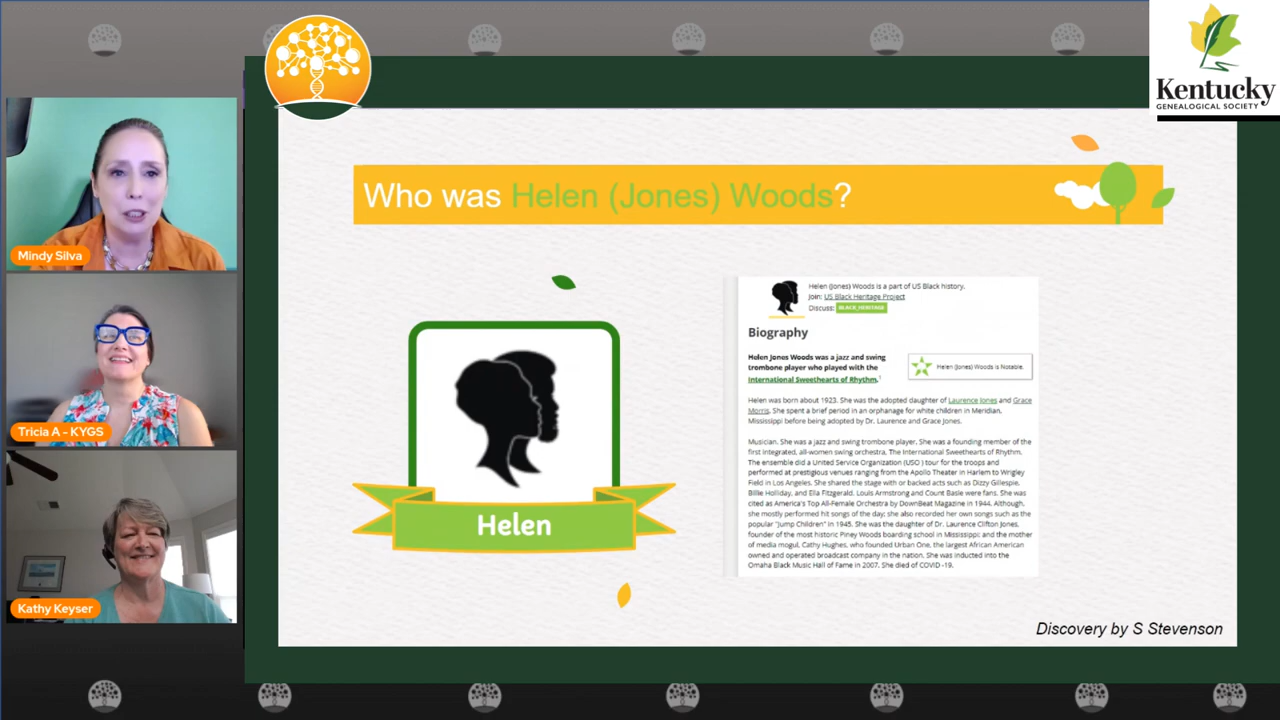 Kentucky
GENEALOGICAL SOCIETY
Mindy Silva
Tricia A - KYGS
Kathy Keyser
Who was Helen (Jones) Woods?
Helen
Helen (Jones) Woods is a part of US Black history.
Join: US Black Heritage Project
Discuss: BLACK_HERITAGE
Biography
Helen Jones Woods was a jazz and swing
trombone player who played with the
International Sweethearts of Rhythm.1
Helen (Jones) Woods is Notable.
Helen was born about 1923. She was the adopted daughter of Laurence Jones and Grace
Morris. She spent a brief period in an orphanage for white children in Meridian,
Mississippi before being adopted by Dr. Laurence and Grace Jones.
Musician. She was a jazz and swing trombone player. She was a founding member of the
first integrated, all-women swing orchestra, The International Sweethearts of Rhythm.
The ensemble did a United Service Organization (USO ) tour for the troops and
performed at prestigious venues ranging from the Apollo Theater in Harlem to Wrigley
Field in Los Angeles. She shared the stage with or backed acts such as Dizzy Gillespie,
Billie Holliday, and Ella Fitzgerald. Louis Armstrong and Count Basie were fans. She was
cited as America's Top All-Female Orchestra by DownBeat Magazine in 1944. Although,
she mostly performed hit songs of the day; she also recorded her own songs such as the
popular "Jump Children" in 1945. She was the daughter of Dr. Laurence Clifton Jones,
founder of the most historic Piney Woods boarding school in Mississippi; and the mother
of media mogul, Cathy Hughes, who founded Urban One, the largest African American
owned and operated broadcast company in the nation. She was inducted into the
Omaha Black Music Hall of Fame in 2007. She died of COVID -19.
Discovery by S Stevenson